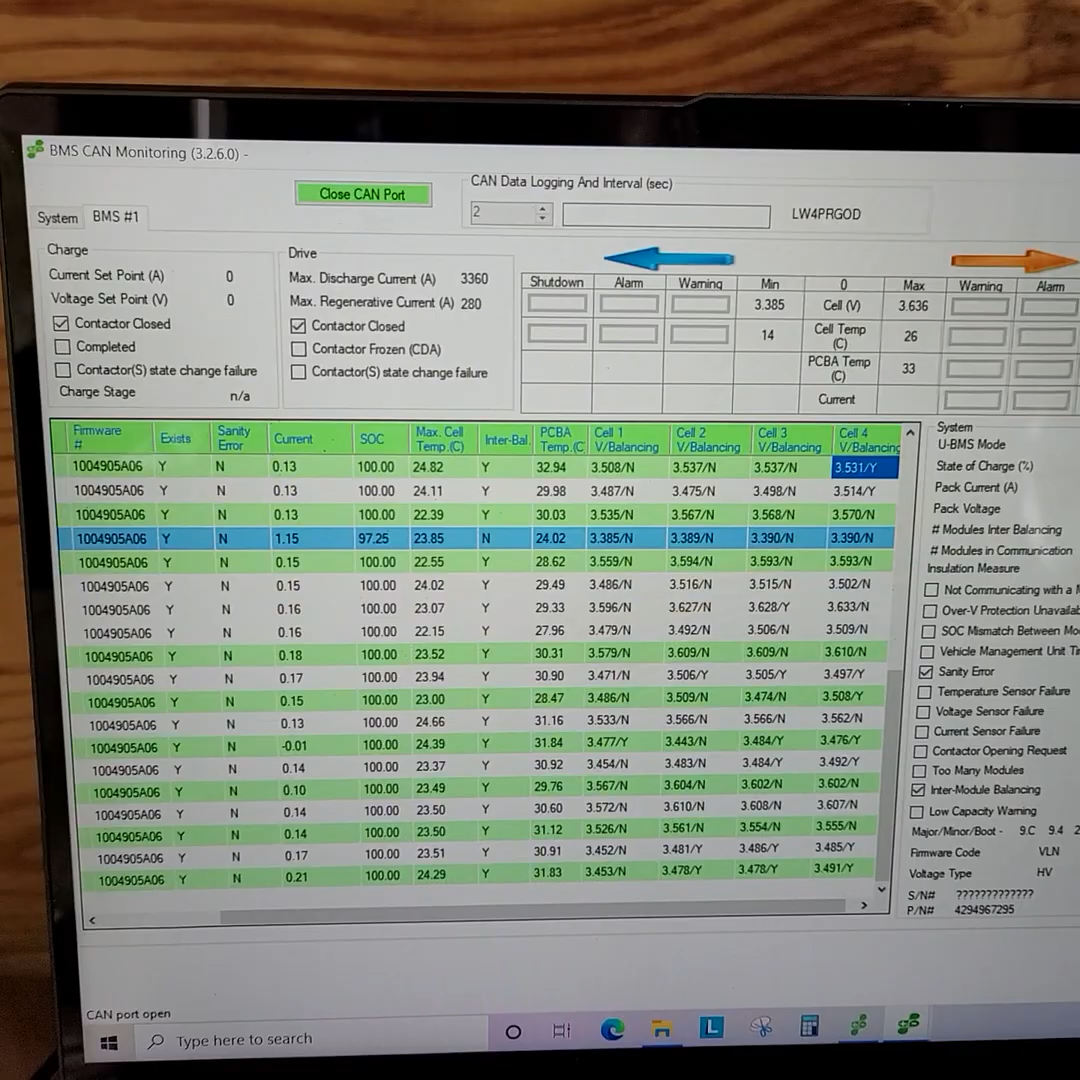 BMS CAN Monitoring (3.2.6.0) -
Close CAN Port
CAN Data Logging And Interval (sec)
2
LW4PRGOD
System BMS #1
Charge
Current Set Point (A) 0
Voltage Set Point (V) 0
Contactor Closed
Completed
Contactor(S) state change failure
Charge Stage n/a
Drive
Max. Discharge Current (A) 3360
Max. Regenerative Current (A) 280
Contactor Closed
Contactor Frozen (CDA)
Contactor(S) state change failure
Shutdown Alarm Warning Min 0 Max Warning Alarm
3.385 Cell (V) 3.636
14 Cell Temp (C) 26
PCBA Temp (C) 33
Current
Firmware # Exists Sanity Error Current SOC Max. Cell Temp.(C) Inter-Bal. PCBA Temp.(C Cell 1 V/Balancing Cell 2 V/Balancing Cell 3 V/Balancing Cell 4 V/Balancing
1004905A06 Y N 0.13 100.00 24.82 Y 32.94 3.508/N 3.537/N 3.537/N 3.531/Y
1004905A06 Y N 0.13 100.00 24.11 Y 29.98 3.487/N 3.475/N 3.498/N 3.514/Y
1004905A06 Y N 0.13 100.00 22.39 Y 30.03 3.535/N 3.567/N 3.568/N 3.570/N
1004905A06 Y N 1.15 97.25 23.85 N 24.02 3.385/N 3.389/N 3.390/N 3.390/N
1004905A06 Y N 0.15 100.00 22.55 Y 28.62 3.559/N 3.594/N 3.593/N 3.593/N
1004905A06 Y N 0.15 100.00 24.02 Y 29.49 3.486/N 3.516/N 3.515/N 3.502/N
1004905A06 Y N 0.16 100.00 23.07 Y 29.33 3.596/N 3.627/N 3.628/Y 3.633/N
1004905A06 Y N 0.16 100.00 22.15 Y 27.96 3.479/N 3.492/N 3.506/N 3.509/N
1004905A06 Y N 0.18 100.00 23.52 Y 30.31 3.579/N 3.609/N 3.609/N 3.610/N
1004905A06 Y N 0.17 100.00 23.94 Y 30.90 3.471/N 3.506/Y 3.505/Y 3.497/Y
1004905A06 Y N 0.15 100.00 23.00 Y 28.47 3.486/N 3.509/N 3.474/N 3.508/Y
1004905A06 Y N 0.13 100.00 24.66 Y 31.16 3.533/N 3.566/N 3.566/N 3.562/N
1004905A06 Y N -0.01 100.00 24.39 Y 31.84 3.477/Y 3.443/N 3.484/Y 3.476/Y
1004905A06 Y N 0.14 100.00 23.37 Y 30.92 3.454/N 3.483/N 3.484/Y 3.492/Y
1004905A06 Y N 0.10 100.00 23.49 Y 29.76 3.567/N 3.604/N 3.602/N 3.602/N
1004905A06 Y N 0.14 100.00 23.50 Y 30.60 3.572/N 3.610/N 3.608/N 3.607/N
1004905A06 Y N 0.14 100.00 23.50 Y 31.12 3.526/N 3.561/N 3.554/N 3.555/N
1004905A06 Y N 0.17 100.00 23.51 Y 30.91 3.452/N 3.481/Y 3.486/Y 3.485/Y
1004905A06 Y N 0.21 100.00 24.29 Y 31.83 3.453/N 3.478/Y 3.478/Y 3.491/Y
System
U-BMS Mode
State of Charge (%)
Pack Current (A)
Pack Voltage
# Modules Inter Balancing
# Modules in Communication
Insulation Measure
Not Communicating with a
Over-V Protection
SOC Mismatch Between
Vehicle Management Unit
Sanity Error
Temperature Sensor Failure
Voltage Sensor Failure
Current Sensor Failure
Contactor Opening Request
Too Many Modules
Inter-Module Balancing
Low Capacity Warning
Major/Minor/Boot - 9.C 9.4
Firmware Code VLN
Voltage Type HV
S/N# ?????????????
P/N# 4294967295
CAN port open
Type here to search
L